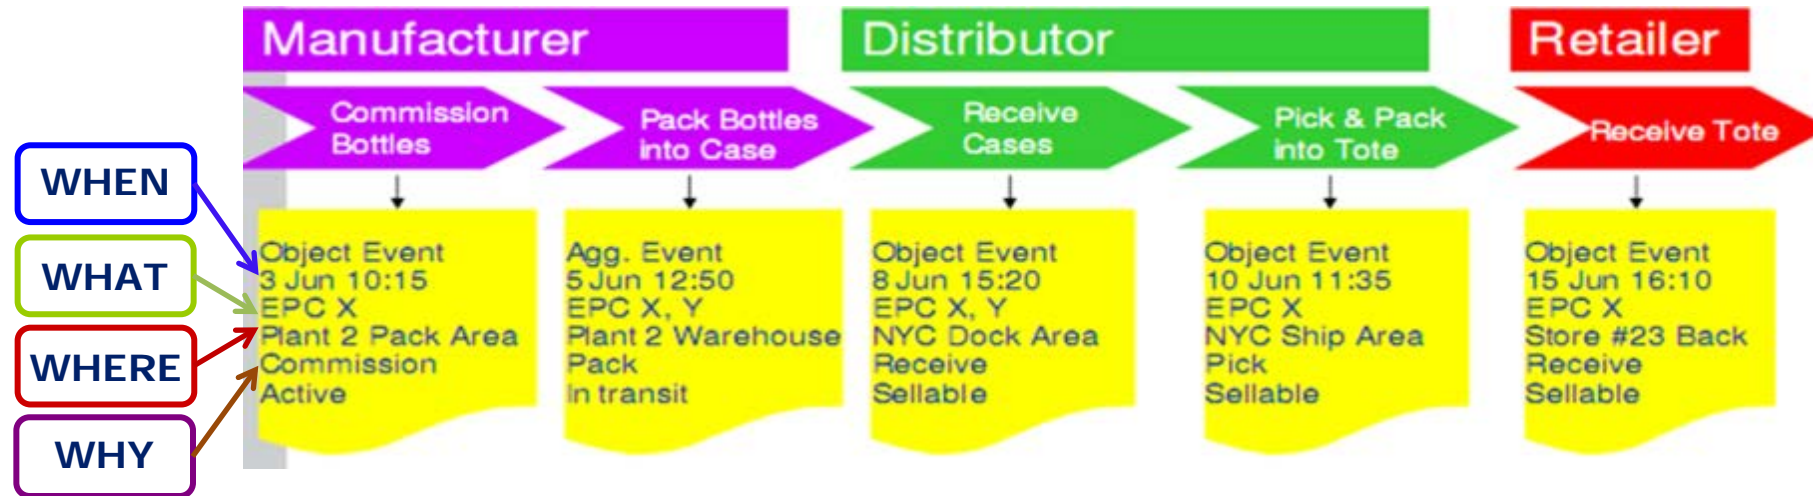 Manufacturer
Distributor
Retailer
Commission
Bottles
Pack Bottles
into Case
Receive
Cases
Pick & Pack
into Tote
Receive Tote
WHEN
WHAT
WHERE
WHY
Object Event
3 Jun 10:15
EPC X
Plant 2 Pack Area
Commission
Active
Agg. Event
5 Jun 12:50
EPC X, Y
Plant 2 Warehouse
Pack
In transit
Object Event
8 Jun 15:20
EPC X, Y
NYC Dock Area
Receive
Sellable
Object Event
10 Jun 11:35
EPC X
NYC Ship Area
Pick
Sellable
Object Event
15 Jun 16:10
EPC X
Store #23 Back
Receive
Sellable